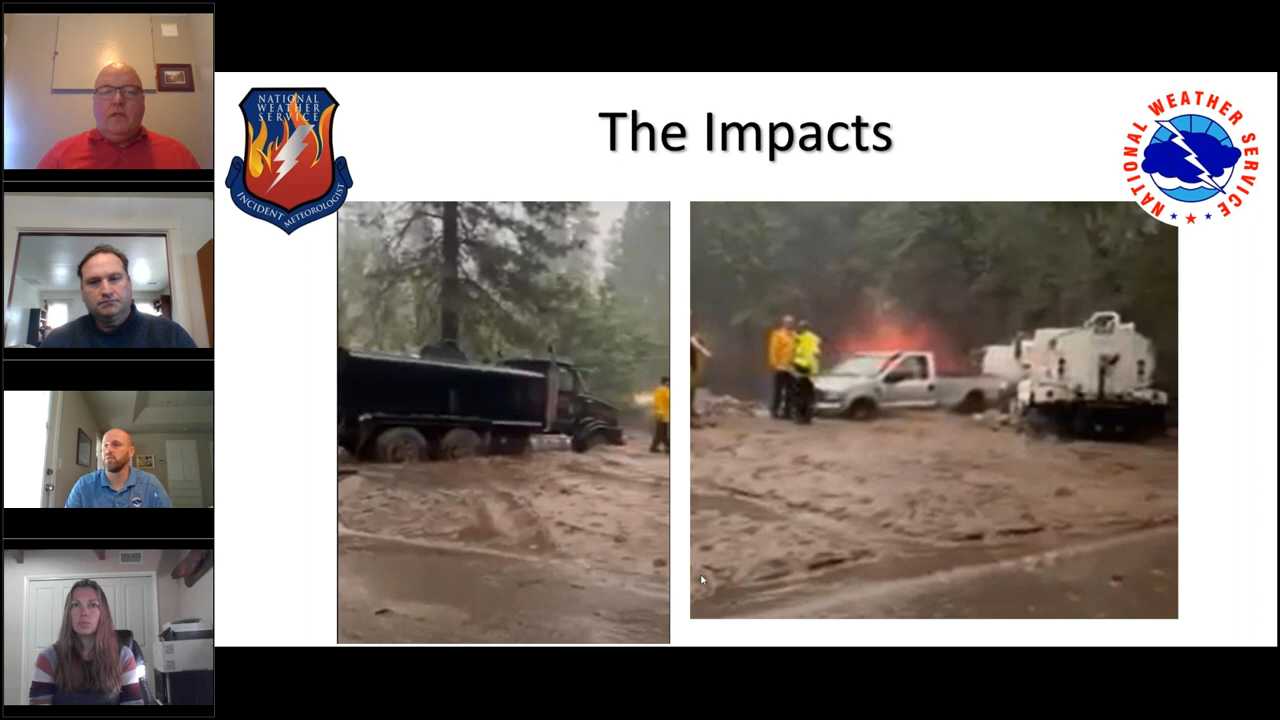 NATIONAL
WEATHER
SERVICE
INCIDENT METEOROLOGIST
The Impacts
NATIONAL WEATHER SERVICE